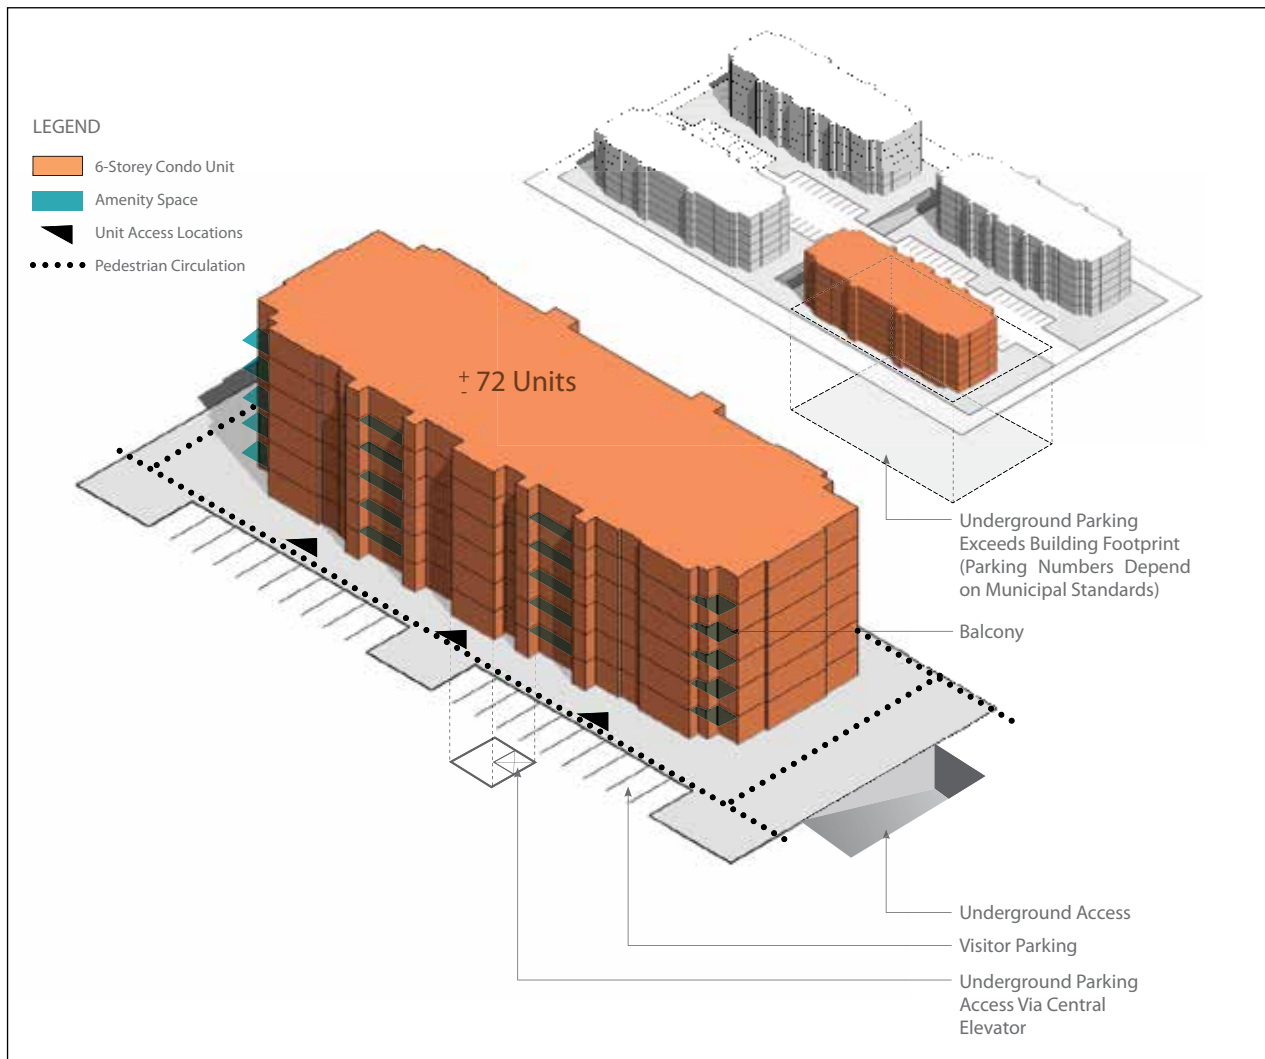 LEGEND
6-Storey Condo Unit
Amenity Space
Unit Access Locations
Pedestrian Circulation
+
- 72 Units
Underground Parking
Exceeds Building Footprint
(Parking Numbers Depend
on Municipal Standards)
Balcony
Underground Access
Visitor Parking
Underground Parking
Access Via Central
Elevator